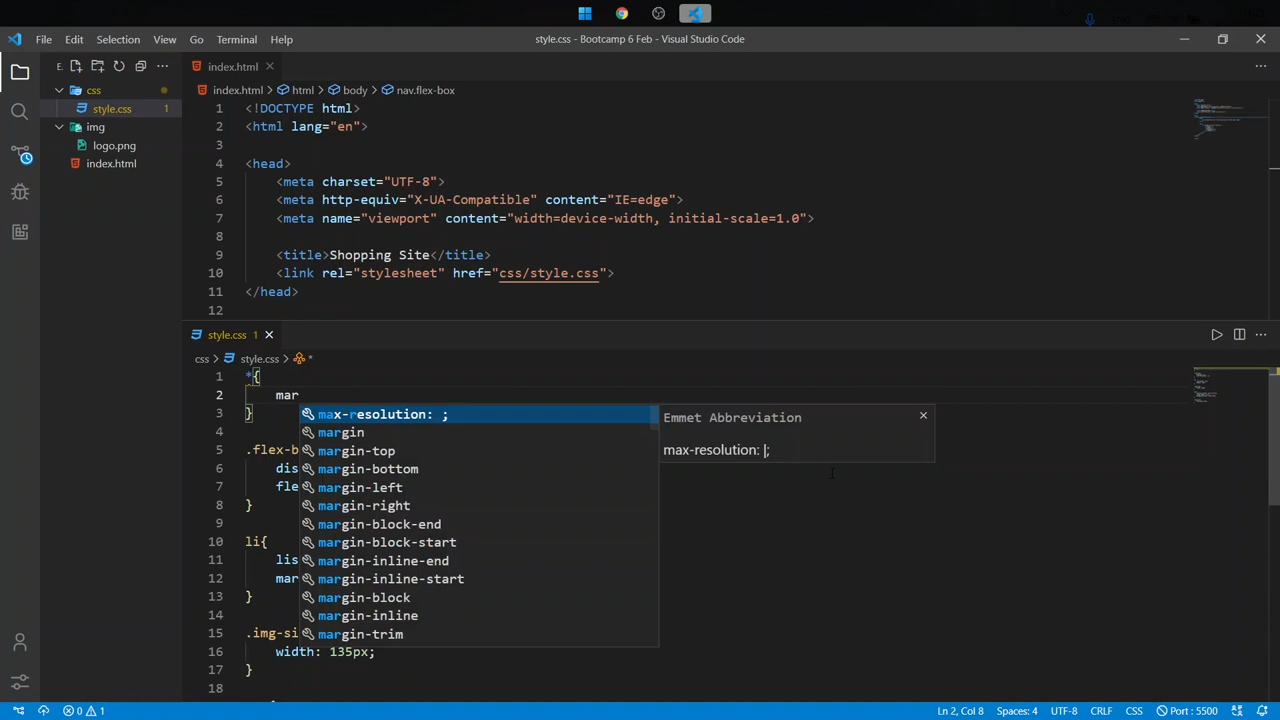 File Edit Selection View Go Terminal Help
style.css - Bootcamp 6 Feb - Visual Studio Code
E.
css
style.css 1
img
logo.png
index.html
index.html
index.html > html > body > nav.flex-box
1 <!DOCTYPE html>
2 <html lang="en">
3
4 <head>
5 <meta charset="UTF-8">
6 <meta http-equiv="X-UA-Compatible" content="IE=edge">
7 <meta name="viewport" content="width=device-width, initial-scale=1.0">
8
9 <title>Shopping Site</title>
10 <link rel="stylesheet" href="css/style.css">
11 </head>
12
style.css 1
css > style.css > *
1 *{
2 mar
3 }
4
5 .flex-b
6 dis
7 fle
8 }
9
10 li{
11 lis
12 mar
13 }
14
15 .img-si
16 width: 135px;
17 }
18
max-resolution: ;
margin
margin-top
margin-bottom
margin-left
margin-right
margin-block-end
margin-block-start
margin-inline-end
margin-inline-start
margin-block
margin-inline
margin-trim
Emmet Abbreviation
max-resolution: |;
0 1
Ln 2, Col 8 Spaces: 4 UTF-8 CRLF CSS Port : 5500